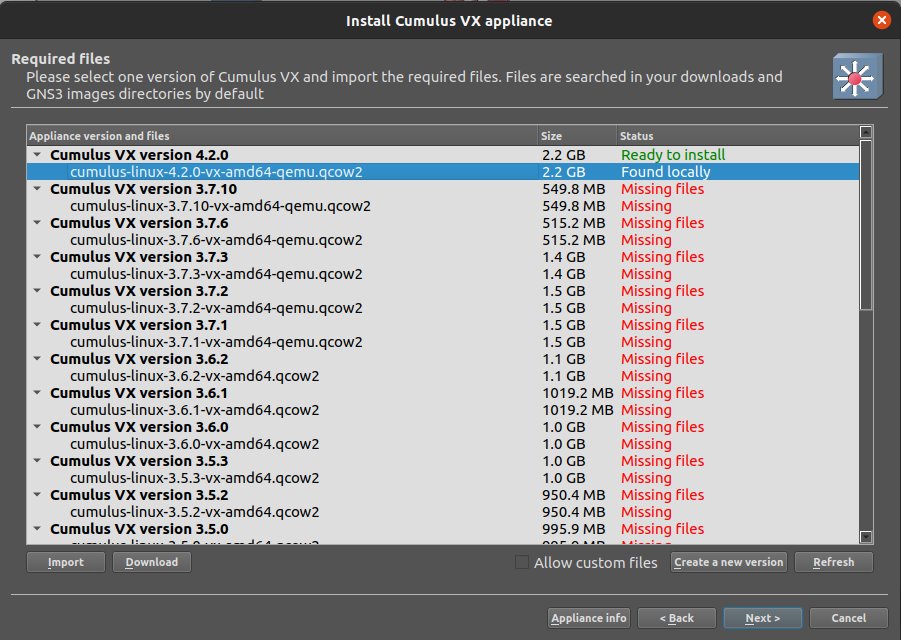 Install Cumulus VX appliance
Required files
Please select one version of Cumulus VX and import the required files. Files are searched in your downloads and
GNS3 images directories by default
Appliance version and files Size Status
Cumulus VX version 4.2.0 2.2 GB Ready to install
cumulus-linux-4.2.0-vx-amd64-qemu.qcow2 2.2 GB Found locally
Cumulus VX version 3.7.10 549.8 MB Missing files
cumulus-linux-3.7.10-vx-amd64-qemu.qcow2 549.8 MB Missing
Cumulus VX version 3.7.6 515.2 MB Missing files
cumulus-linux-3.7.6-vx-amd64-qemu.qcow2 515.2 MB Missing
Cumulus VX version 3.7.3 1.4 GB Missing files
cumulus-linux-3.7.3-vx-amd64-qemu.qcow2 1.4 GB Missing
Cumulus VX version 3.7.2 1.5 GB Missing files
cumulus-linux-3.7.2-vx-amd64-qemu.qcow2 1.5 GB Missing
Cumulus VX version 3.7.1 1.5 GB Missing files
cumulus-linux-3.7.1-vx-amd64-qemu.qcow2 1.5 GB Missing
Cumulus VX version 3.6.2 1.1 GB Missing files
cumulus-linux-3.6.2-vx-amd64.qcow2 1.1 GB Missing
Cumulus VX version 3.6.1 1019.2 MB Missing files
cumulus-linux-3.6.1-vx-amd64.qcow2 1019.2 MB Missing
Cumulus VX version 3.6.0 1.0 GB Missing files
cumulus-linux-3.6.0-vx-amd64.qcow2 1.0 GB Missing
Cumulus VX version 3.5.3 1.0 GB Missing files
cumulus-linux-3.5.3-vx-amd64.qcow2 1.0 GB Missing
Cumulus VX version 3.5.2 950.4 MB Missing files
cumulus-linux-3.5.2-vx-amd64.qcow2 950.4 MB Missing
Cumulus VX version 3.5.0 995.9 MB Missing files
Import Download Allow custom files Create a new version Refresh
Appliance info < Back Next > Cancel